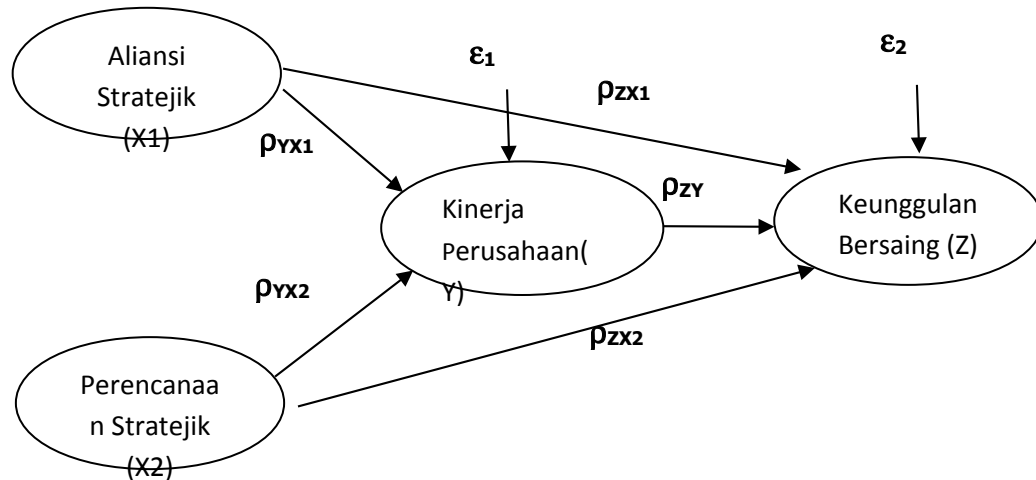 Aliansi
Stratejik
(X1)
ε1
ε2
ρZX1
ρYX1
Kinerja
Perusahaan(
Y)
ρZY
Keunggulan
Bersaing (Z)
ρYX2
ρZX2
Perencanaa
n Stratejik
(X2)